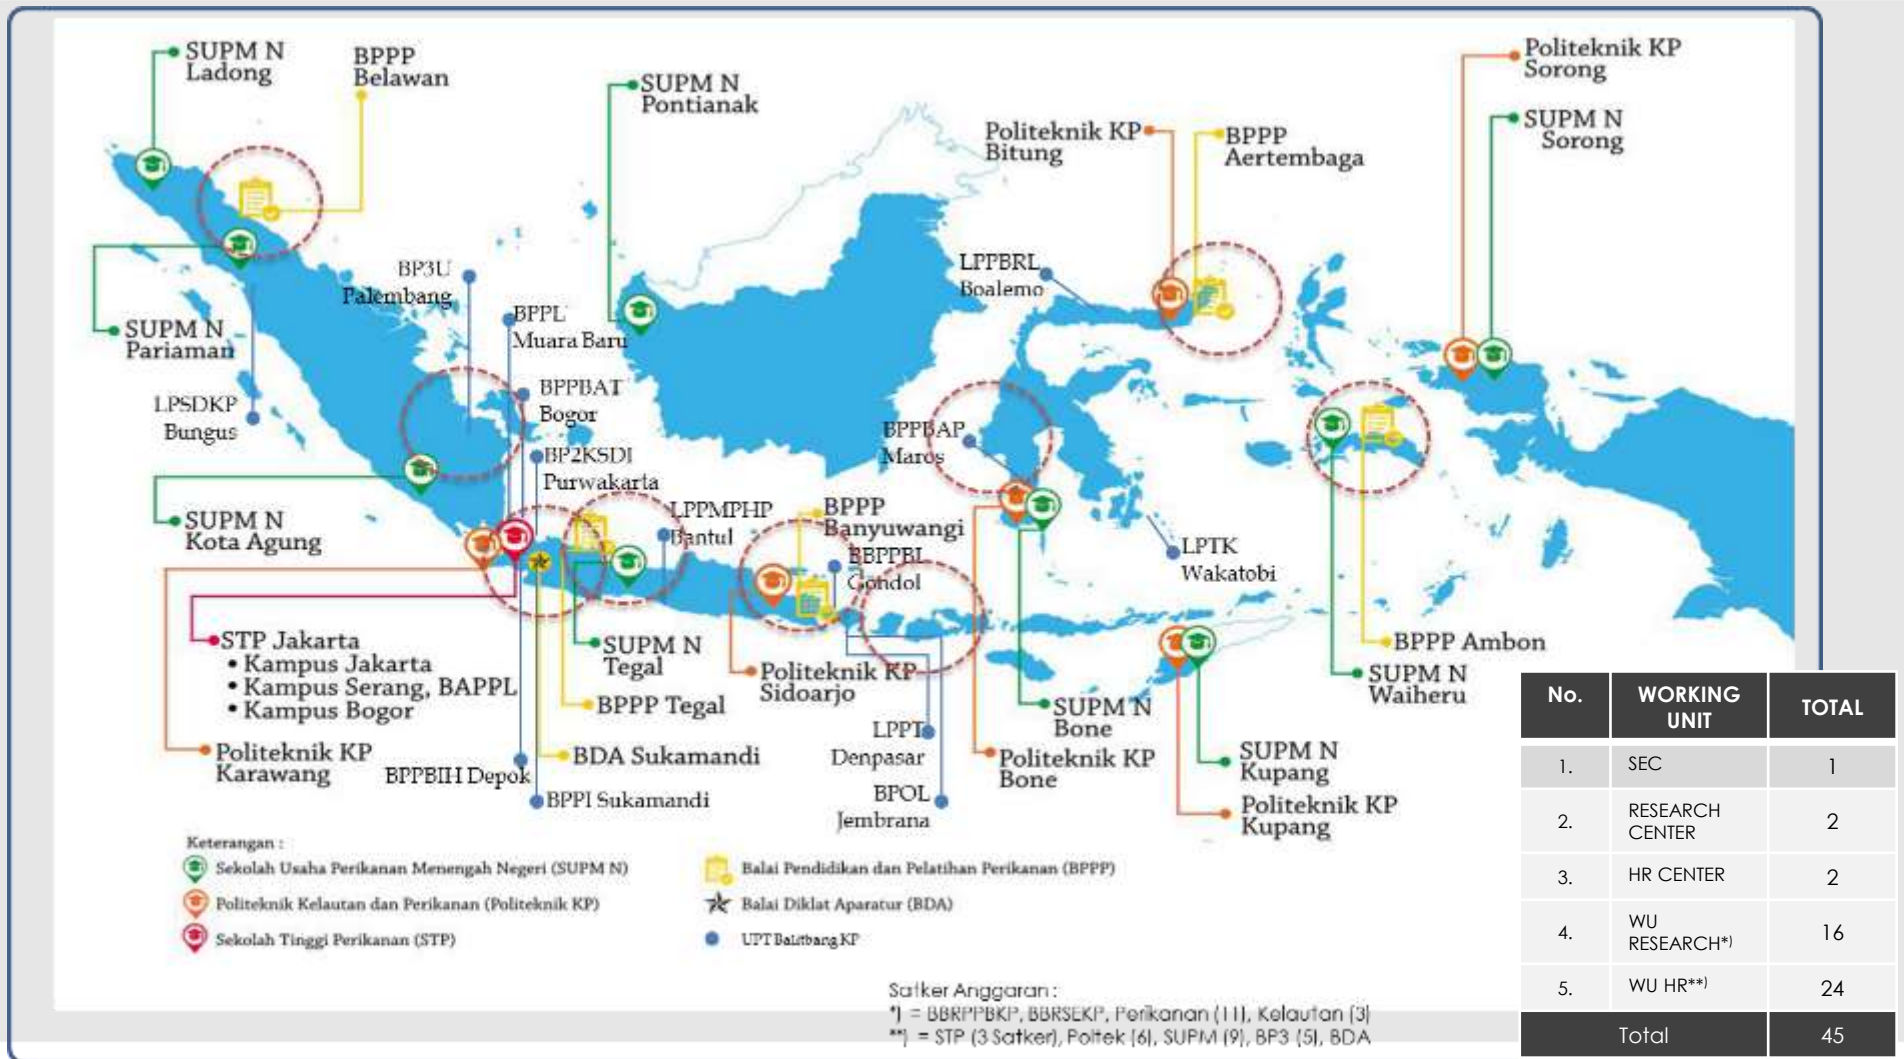 SUPM N
Ladong
BPPP
Belawan
SUPM N
Pontianak
Politeknik KP
Bitung
BPPP
Aertembaga
Politeknik KP
Sorong
SUPM N
Sorong
BP3U
Palembang
LPPBRL
Boalemo
SUPM N
Pariaman
BPPL
Muara Baru
BPPBAT
Bogor
LPSDKP
Bungus
BPPBAP
Maros
BP2KSDI
Purwakarta
SUPM N
Kota Agung
LPPMPHP
Bantul
BPPP
Banyuwangi
BBPPBL
Gondol
LPTK
Wakatobi
STP Jakarta
• Kampus Jakarta
• Kampus Serang, BAPPL
• Kampus Bogor
SUPM N
Tegal
Politeknik KP
Sidoarjo
BPPP Ambon
SUPM N
Waiheru
BPPP Tegal
SUPM N
Bone
LPPT
Denpasar
Politeknik KP
Karawang
BPPBIH Depok
BDA Sukamandi
Politeknik KP
Bone
SUPM N
Kupang
BPPI Sukamandi
BPOL
Jembrana
Politeknik KP
Kupang
Keterangan :
Sekolah Usaha Perikanan Menengah Negeri (SUPM N)
Politeknik Kelautan dan Perikanan (Politeknik KP)
Sekolah Tinggi Perikanan (STP)
Balai Pendidikan dan Pelatihan Perikanan (BPPP)
Balai Diklat Aparatur (BDA)
UPT Balitbang KP
Satker Anggaran :
*) = BBRPPBKP, BBRSEKP, Perikanan (11), Kelautan (3)
**) = STP (3 Satker), Poltek (6), SUPM (9), BP3 (5), BDA
No. WORKING UNIT TOTAL
1. SEC 1
2. RESEARCH CENTER 2
3. HR CENTER 2
4. WU RESEARCH*) 16
5. WU HR**) 24
Total 45